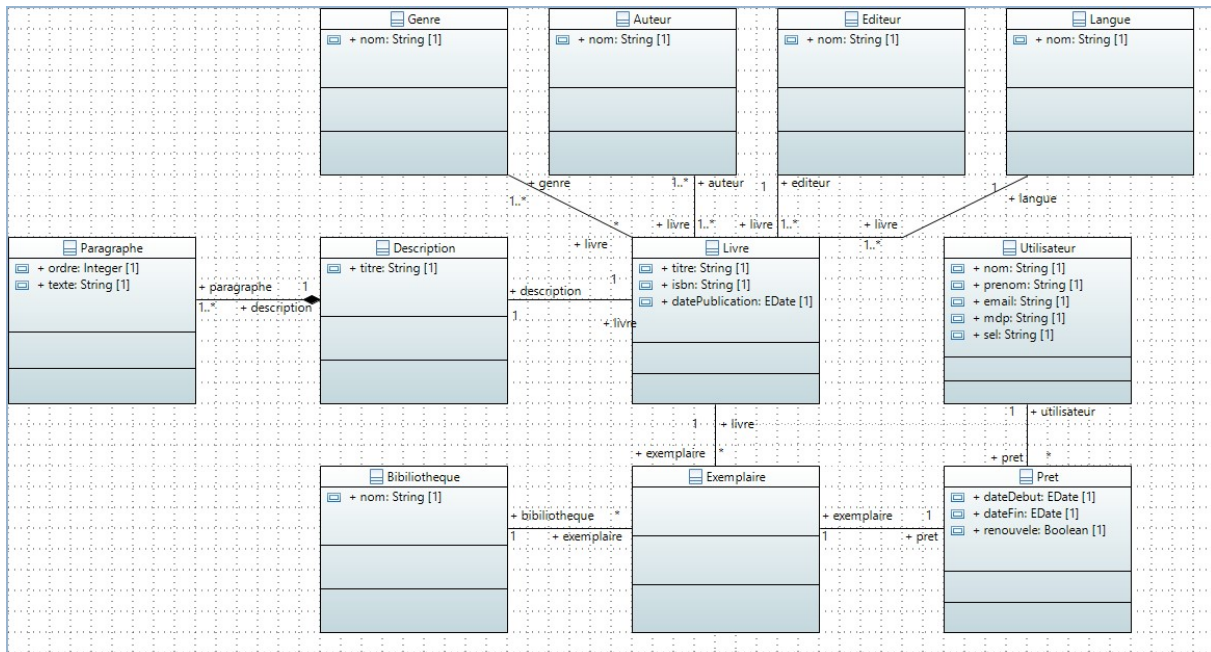 Genre
+ nom: String [1]
Auteur
+ nom: String [1]
Editeur
+ nom: String [1]
Langue
+ nom: String [1]
+ genre
1..*
*
+ livre
1..*
+ auteur
+ livre
1..*
1
+ editeur
+ livre
1..*
1
+ langue
+ livre
1..*
Paragraphe
+ ordre: Integer [1]
+ texte: String [1]
+ paragraphe
1
1..*
+ description
Description
+ titre: String [1]
+ description
1
1
+ livre
Livre
+ titre: String [1]
+ isbn: String [1]
+ datePublication: EDate [1]
Utilisateur
+ nom: String [1]
+ prenom: String [1]
+ email: String [1]
+ mdp: String [1]
+ sel: String [1]
1
+ livre
+ exemplaire
*
1
+ utilisateur
+ pret
*
Bibiliotheque
+ nom: String [1]
+ bibiliotheque
*
1
+ exemplaire
Exemplaire
+ exemplaire
1
1
+ pret
Pret
+ dateDebut: EDate [1]
+ dateFin: EDate [1]
+ renouvele: Boolean [1]